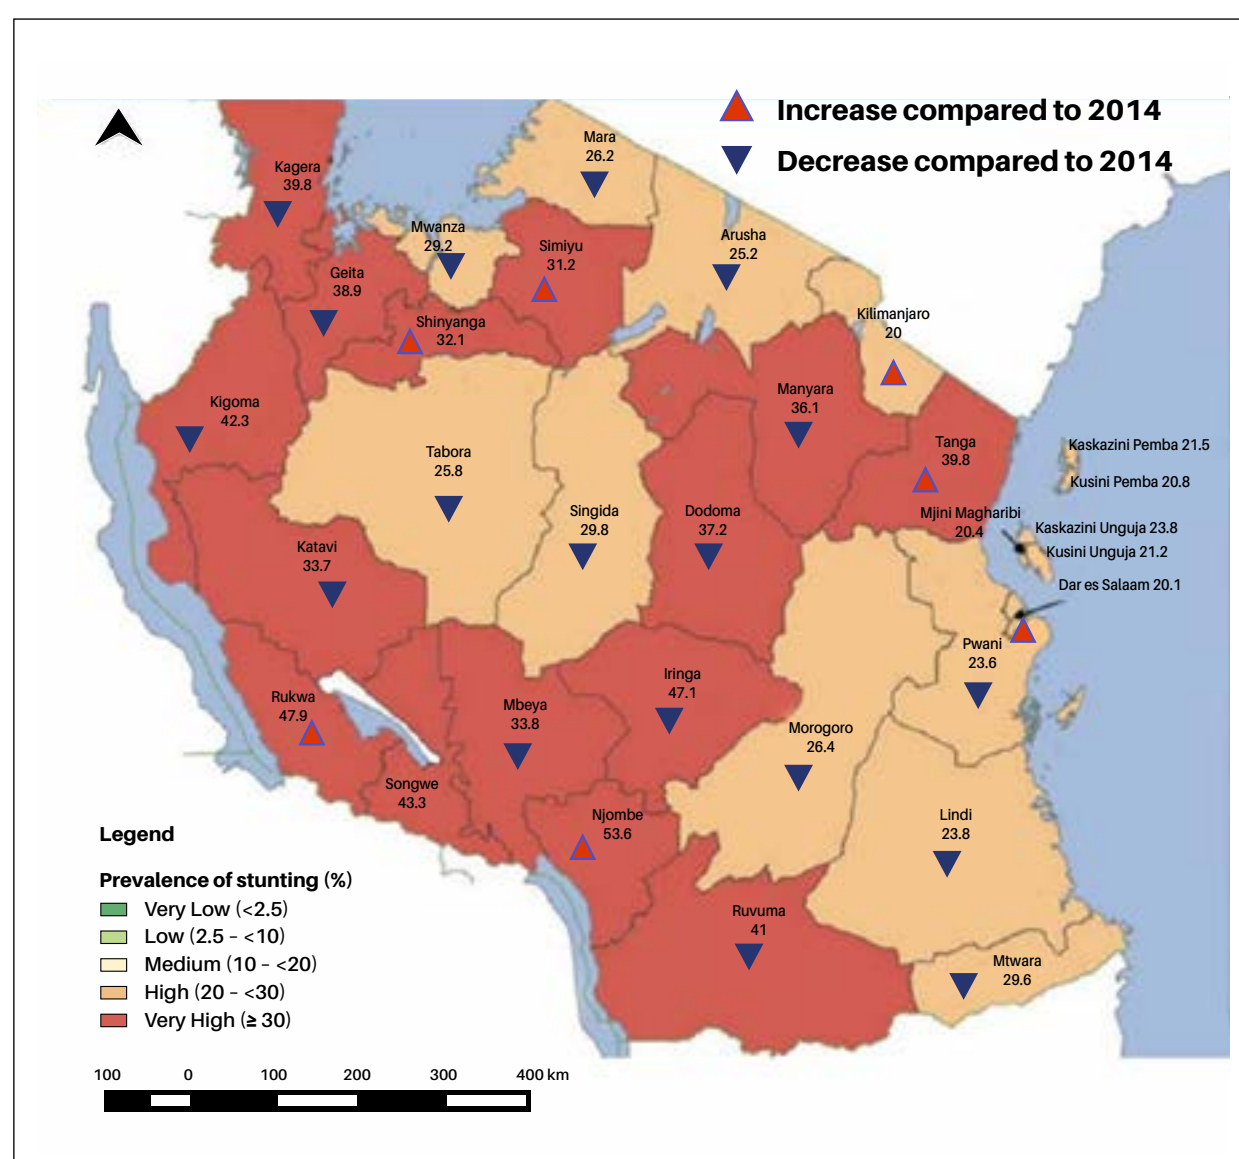 Increase compared to 2014
Decrease compared to 2014
Mara
26.2
Kagera
39.8
Mwanza
29.2
Simiyu
31.2
Arusha
25.2
Geita
38.9
Shinyanga
32.1
Kilimanjaro
20
Kigoma
42.3
Manyara
36.1
Tabora
25.8
Tanga
39.8
Kaskazini Pemba 21.5
Kusini Pemba 20.8
Singida
29.8
Dodoma
37.2
Mjini Magharibi
20.4
Kaskazini Unguja 23.8
Kusini Unguja 21.2
Katavi
33.7
Dar es Salaam 20.1
Pwani
23.6
Rukwa
47.9
Mbeya
33.8
Iringa
47.1
Morogoro
26.4
Songwe
43.3
Njombe
53.6
Lindi
23.8
Ruvuma
41
Mtwara
29.6
Legend
Prevalence of stunting (%)
Very Low (<2.5)
Low (2.5 – <10)
Medium (10 – <20)
High (20 – <30)
Very High (≥ 30)
100 0 100 200 300 400 km